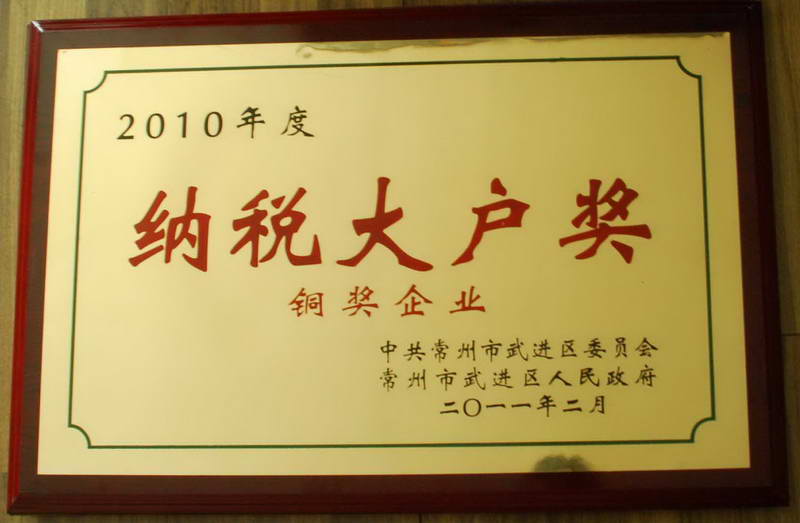 2010年度
纳税大户奖
铜奖企业
中共常州市武进区委员会
常州市武进区人民政府
二〇一一年二月